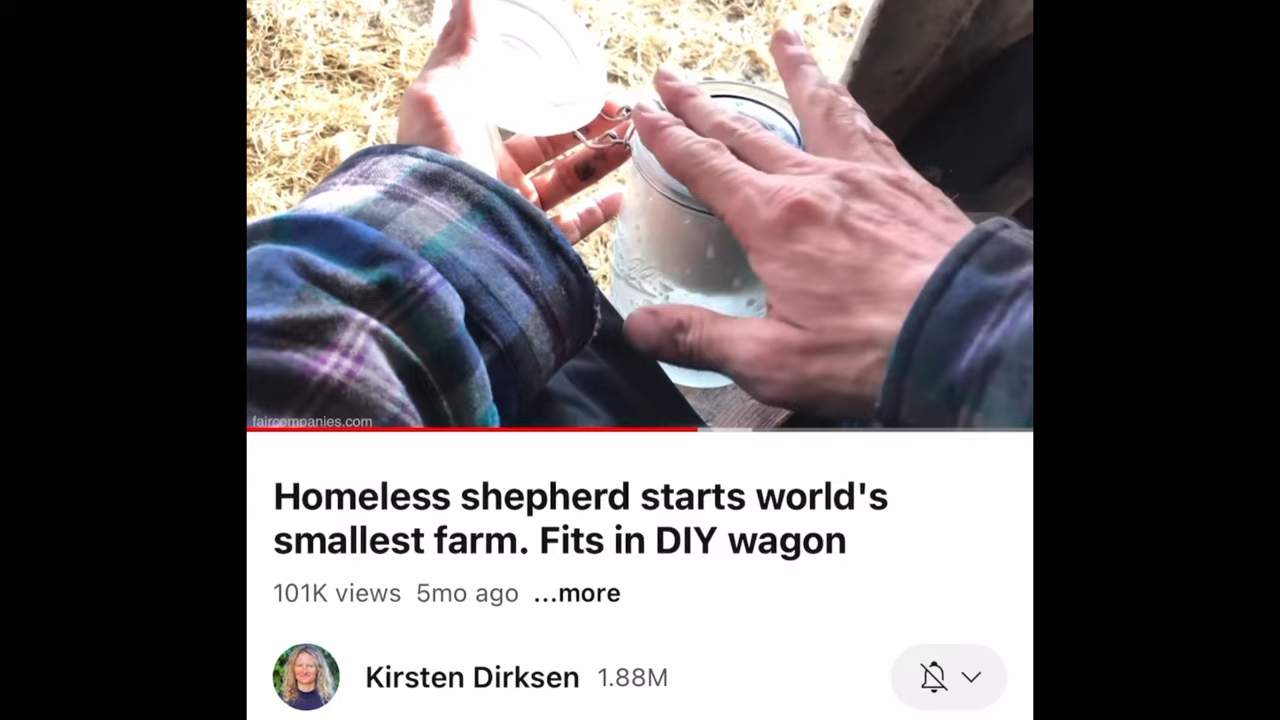 faircompanies.com
Homeless shepherd starts world's
smallest farm. Fits in DIY wagon
101K views 5mo ago ...more
Kirsten Dirksen 1.88M